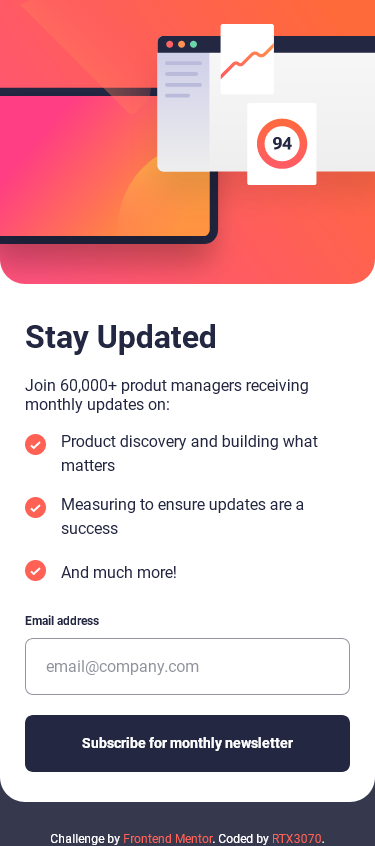 94
Stay Updated
Join 60,000+ produt managers receiving
monthly updates on:
Product discovery and building what
matters
Measuring to ensure updates are a
success
And much more!
Email address
email@company.com
Subscribe for monthly newsletter
Challenge by Frontend Mentor. Coded by RTX3070.